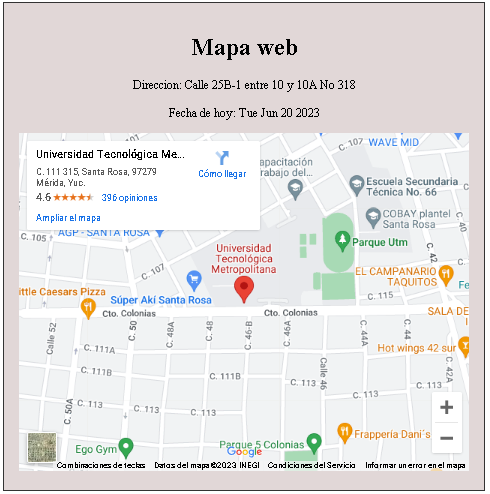 Mapa web
Direccion: Calle 25B-1 entre 10 y 10A No 318
Fecha de hoy: Tue Jun 20 2023
Universidad Tecnológica Me...
C. 111 315, Santa Rosa, 97279
Mérida, Yuc.
Cómo llegar
4.6 396 opiniones
Ampliar el mapa
WAVE MID
apacitación
trabajo del...
Escuela Secundaria
Técnica No. 66
COBAY plantel
Santa Rosa
C. 105
AGP - SANTA ROSA
C. 107
C. 107
Universidad
Tecnológica
Metropolitana
Parque Utm
C. 42
EL CAMPANARIO
TAQUITOS
Fe
ittle Caesars Pizza
Súper Akí Santa Rosa
C. 115
Cto. Colonias
Cto. Colonias
SALA DE
Calle 52
C. 50
C. 48A
C. 48
C. 46-B
Calle 46
C. 44A
C. 44
Hot wings 42 sur
C. 111A
C. 111B
C. 111B
C. 113
C. 113
C. 113
C. 113
C. 113
C. 42A
C. 50A
Ego Gym
Parque 5 Colonias
Frappería Dani´s
Google
Combinaciones de teclas
Datos del mapa ©2023 INEGI
Condiciones del Servicio
Informar un error en el mapa